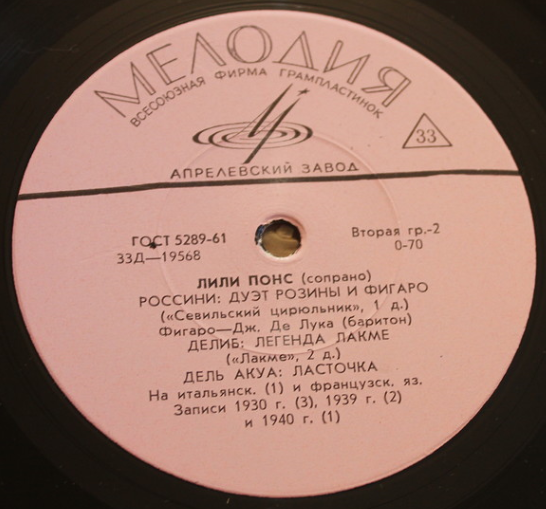 МЕЛОДИЯ
ВСЕСОЮЗНАЯ ФИРМА ГРАМПЛАСТИНОК
33
АПРЕЛЕВСКИЙ ЗАВОД
ГОСТ 5289-61
Вторая гр.-2
33Д—19568
0-70
ЛИЛИ ПОНС (сопрано)
РОССИНИ: ДУЭТ РОЗИНЫ И ФИГАРО
(«Севильский цирюльник», 1 д.)
Фигаро—Дж. Де Лука (баритон)
ДЕЛИБ: ЛЕГЕНДА ЛАКМЕ
(«Лакме», 2 д.)
ДЕЛЬ АКУА: ЛАСТОЧКА
На итальянск. (1) и французск. яз.
Записи 1930 г. (3), 1939 г. (2)
и 1940 г. (1)